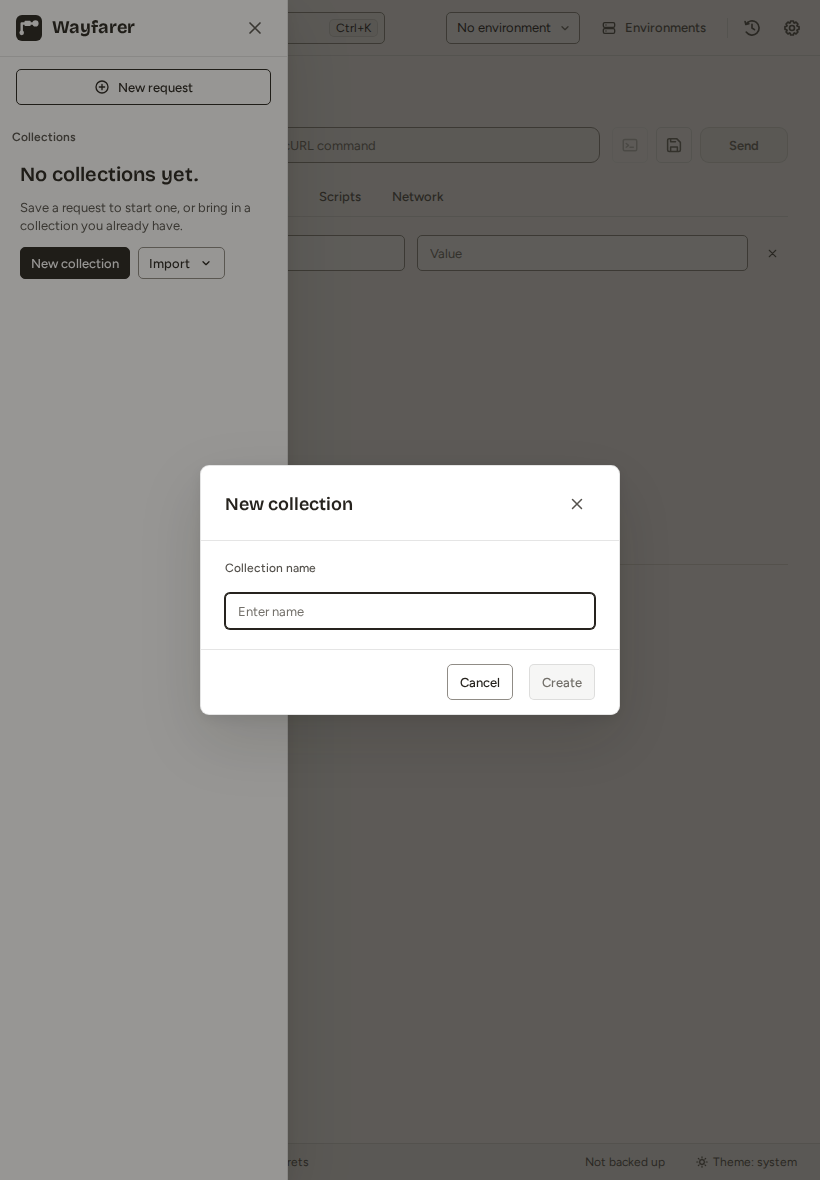 Wayfarer
Ctrl+K
No environment
Environments
New request
Collections
No collections yet.
Save a request to start one, or bring in a
collection you already have.
New collection
Import
cURL command
Send
Scripts
Network
Value
New collection
Collection name
Enter name
Cancel
Create
Not backed up
Theme: system